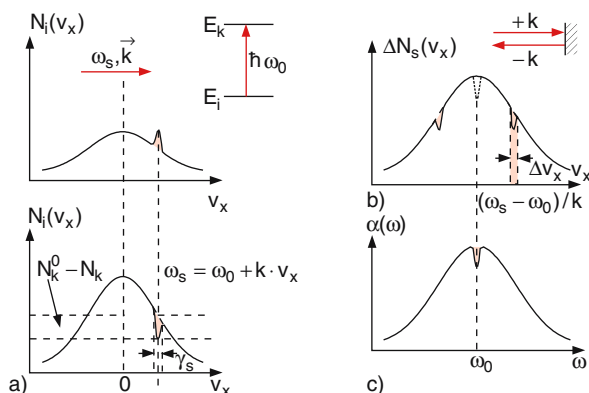 N_i(v_x)
ω_s, k⃗
E_k
ħω_0
E_i
v_x
N_i(v_x)
N_k^0 – N_k
ω_s = ω_0 + k · v_x
γ_s
a)
0
v_x
+k
–k
ΔN_s(v_x)
Δv_x
v_x
b)
(ω_s – ω_0)/k
α(ω)
ω_0
ω
c)